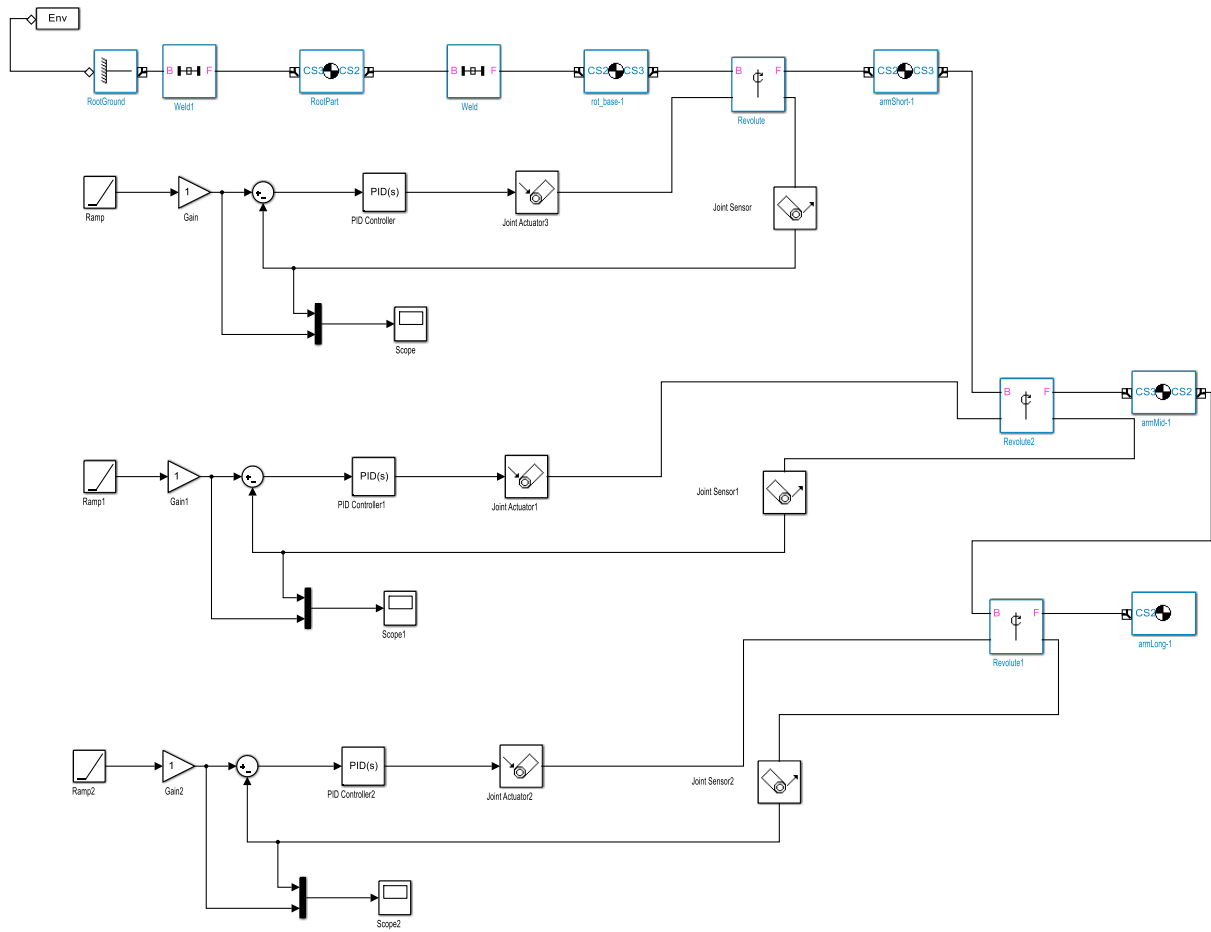 Env
B F
CS3 CS2
B F
CS2 CS3
B F
CS2 CS3
RootGround
Weld1
RootPart
Weld
rot_base-1
Revolute
armShort-1
1
+-
PID(s)
Ramp
Gain
PID Controller
Joint Actuator3
Joint Sensor
Scope
B F
CS3 CS2
Revolute2
armMid-1
1
+-
PID(s)
Ramp1
Gain1
PID Controller1
Joint Actuator1
Joint Sensor1
Scope1
B F
CS2
Revolute1
armLong-1
1
+-
PID(s)
Ramp2
Gain2
PID Controller2
Joint Actuator2
Joint Sensor2
Scope2